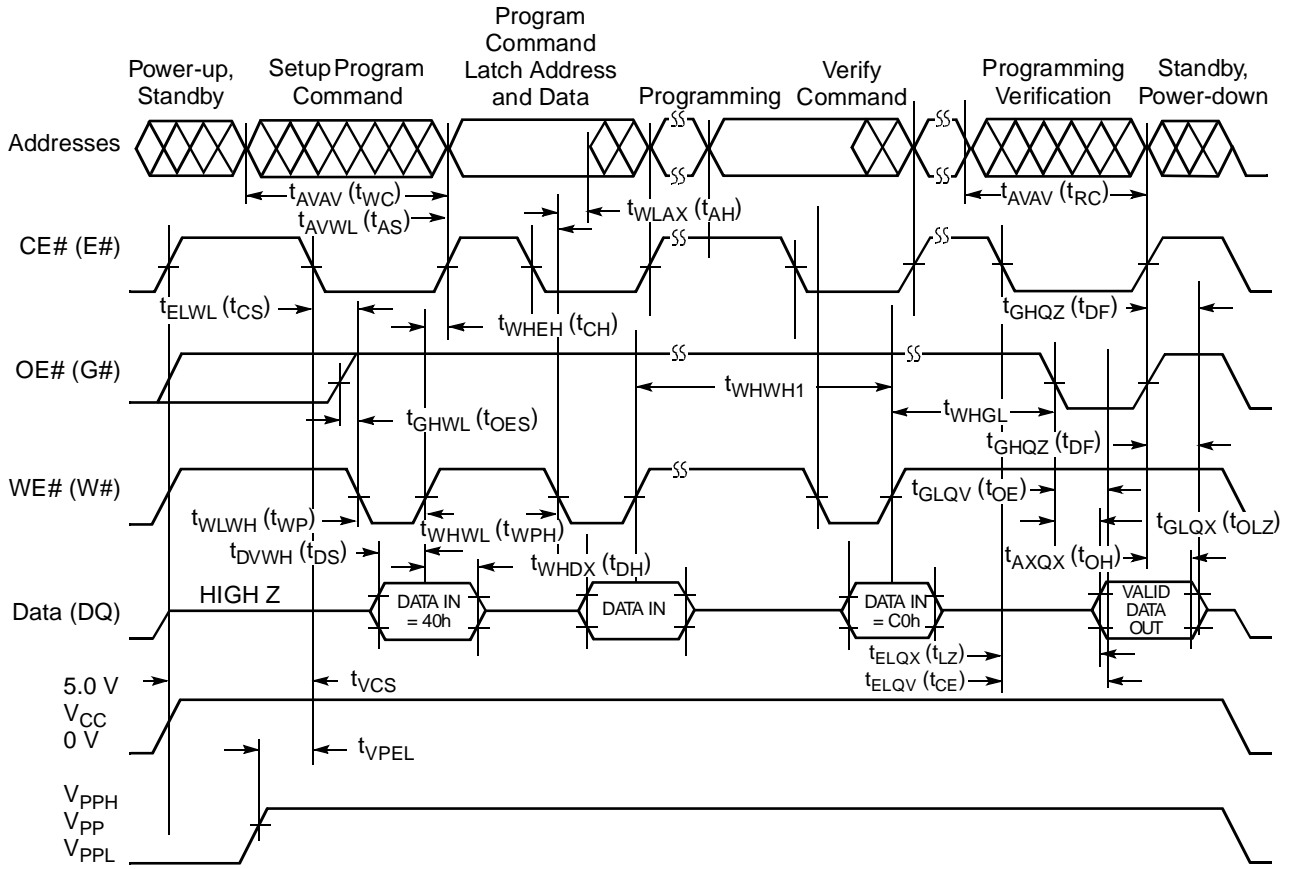 Power-up,
Standby
Setup Program
Command
Program
Command
Latch Address
and Data
Programming
Verify
Command
Programming
Verification
Standby,
Power-down
Addresses
tAVAV (tWC)
tAVWL (tAS)
tWLAX (tAH)
tAVAV (tRC)
CE# (E#)
tELWL (tCS)
tWHEH (tCH)
tGHQZ (tDF)
OE# (G#)
tWHWH1
tGHWL (tOES)
tWHGL
tGHQZ (tDF)
WE# (W#)
tGLQV (tOE)
tWLWH (tWP)
tWHWL (tWPH)
tGLQX (tOLZ)
tDVWH (tDS)
tWHDX (tDH)
tAXQX (tOH)
Data (DQ)
HIGH Z
DATA IN
= 40h
DATA IN
DATA IN
= C0h
VALID
DATA
OUT
tELQX (tLZ)
tELQV (tCE)
5.0 V
VCC
0 V
tVCS
tVPEL
VPPH
VPP
VPPL